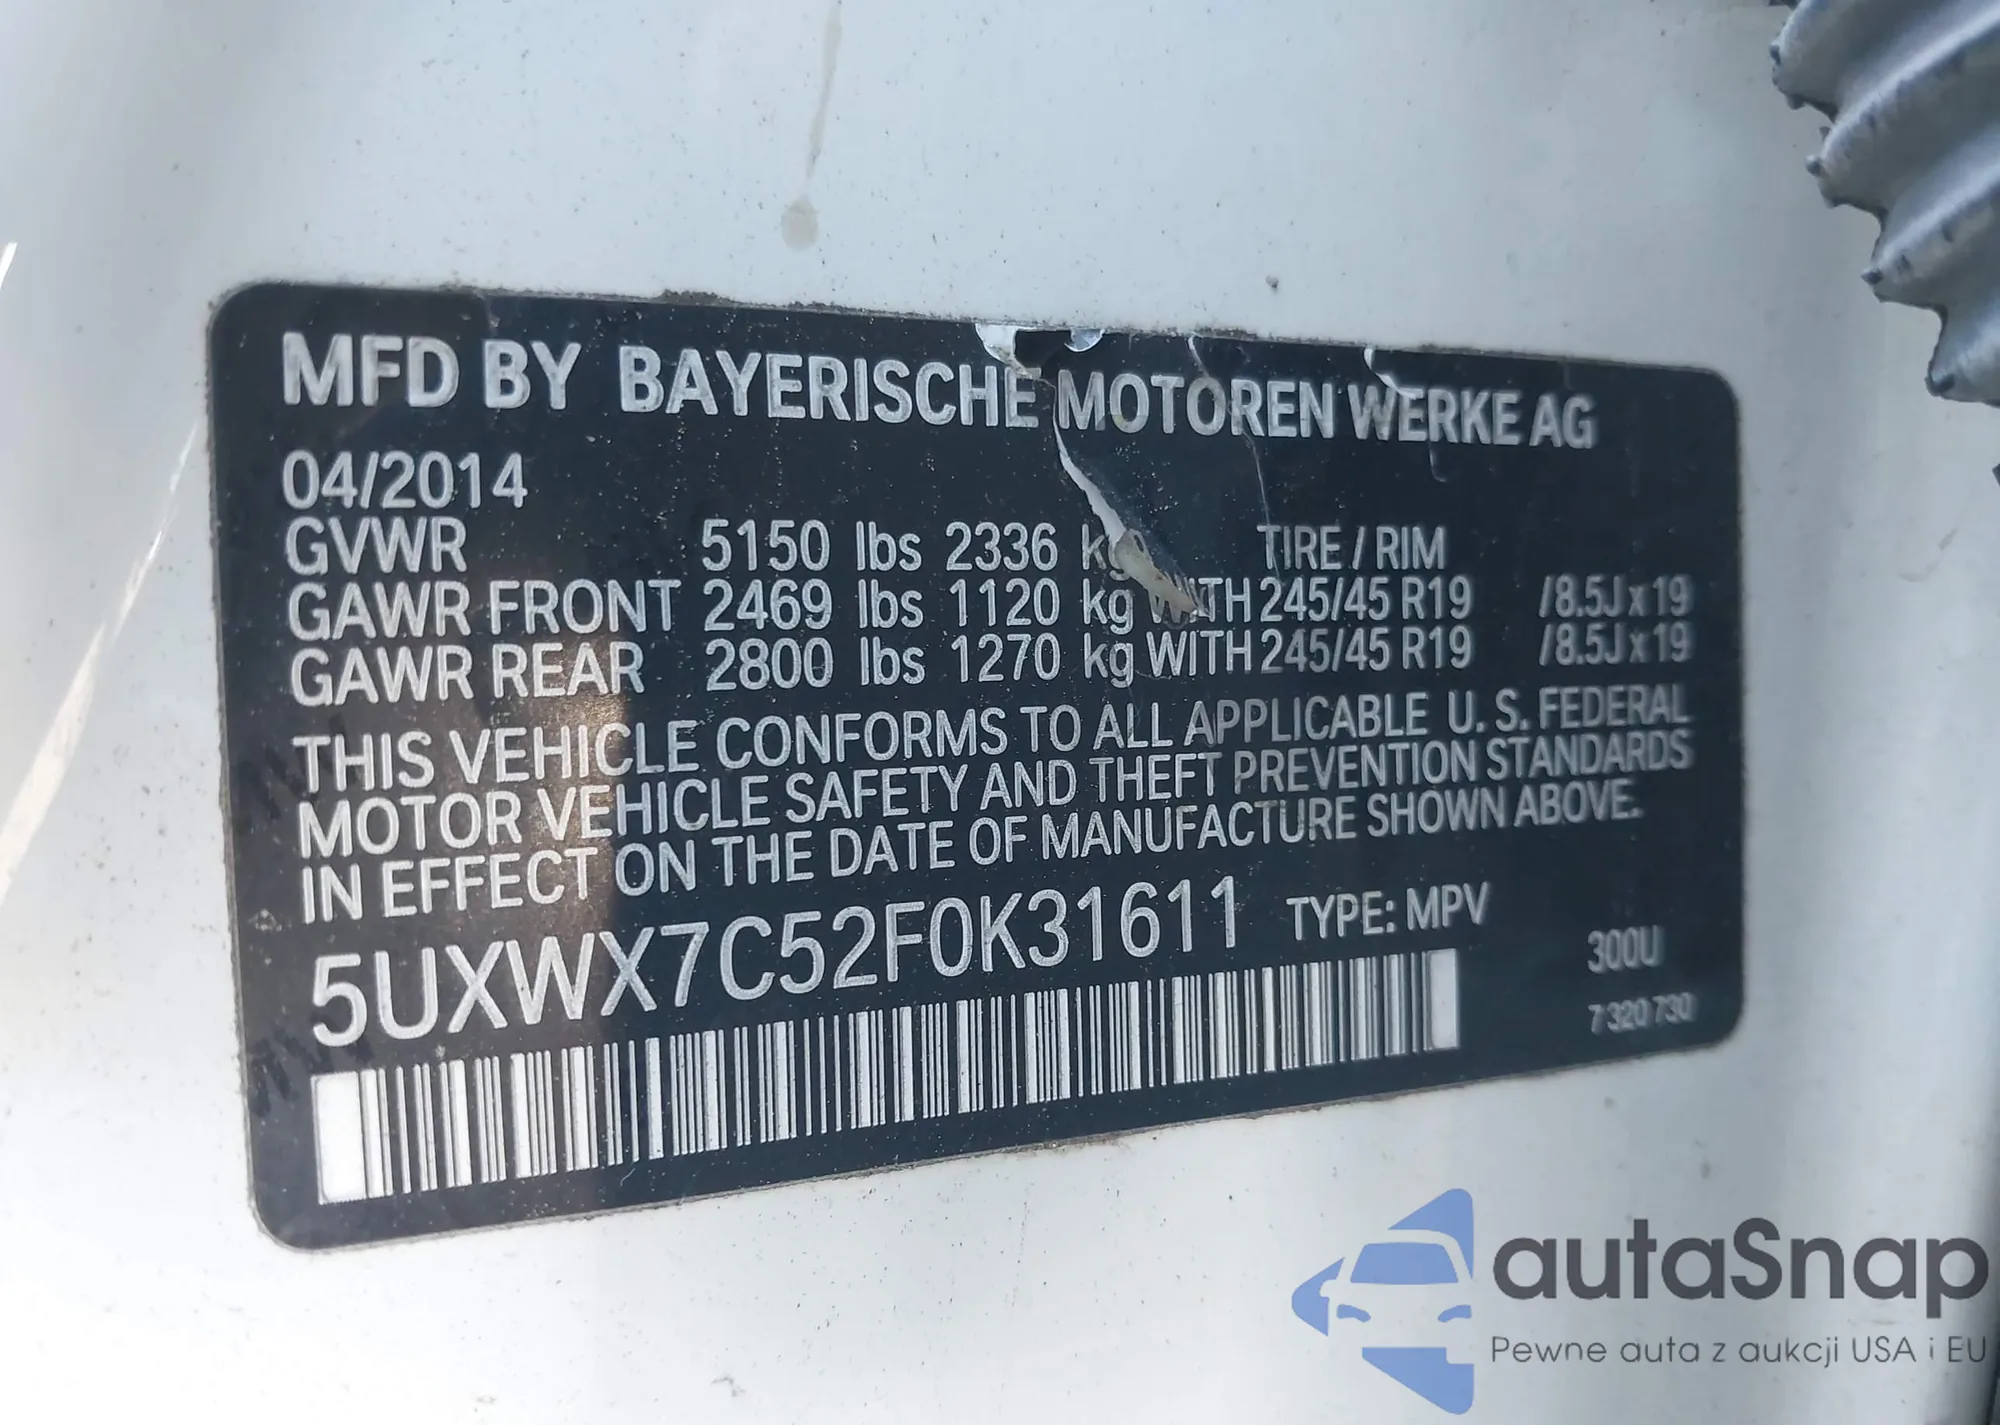 MFD BY BAYERISCHE MOTOREN WERKE AG
04/2014
GVWR 5150 lbs 2336 kg TIRE / RIM
GAWR FRONT 2469 lbs 1120 kg WITH 245/45 R19 /8.5J x 19
GAWR REAR 2800 lbs 1270 kg WITH 245/45 R19 /8.5J x 19
THIS VEHICLE CONFORMS TO ALL APPLICABLE U. S. FEDERAL
MOTOR VEHICLE SAFETY AND THEFT PREVENTION STANDARDS
IN EFFECT ON THE DATE OF MANUFACTURE SHOWN ABOVE.
5UXWX7C52F0K31611 TYPE: MPV
300U
7 320 730
autaSnap
Pewne auta z aukcji USA i EU